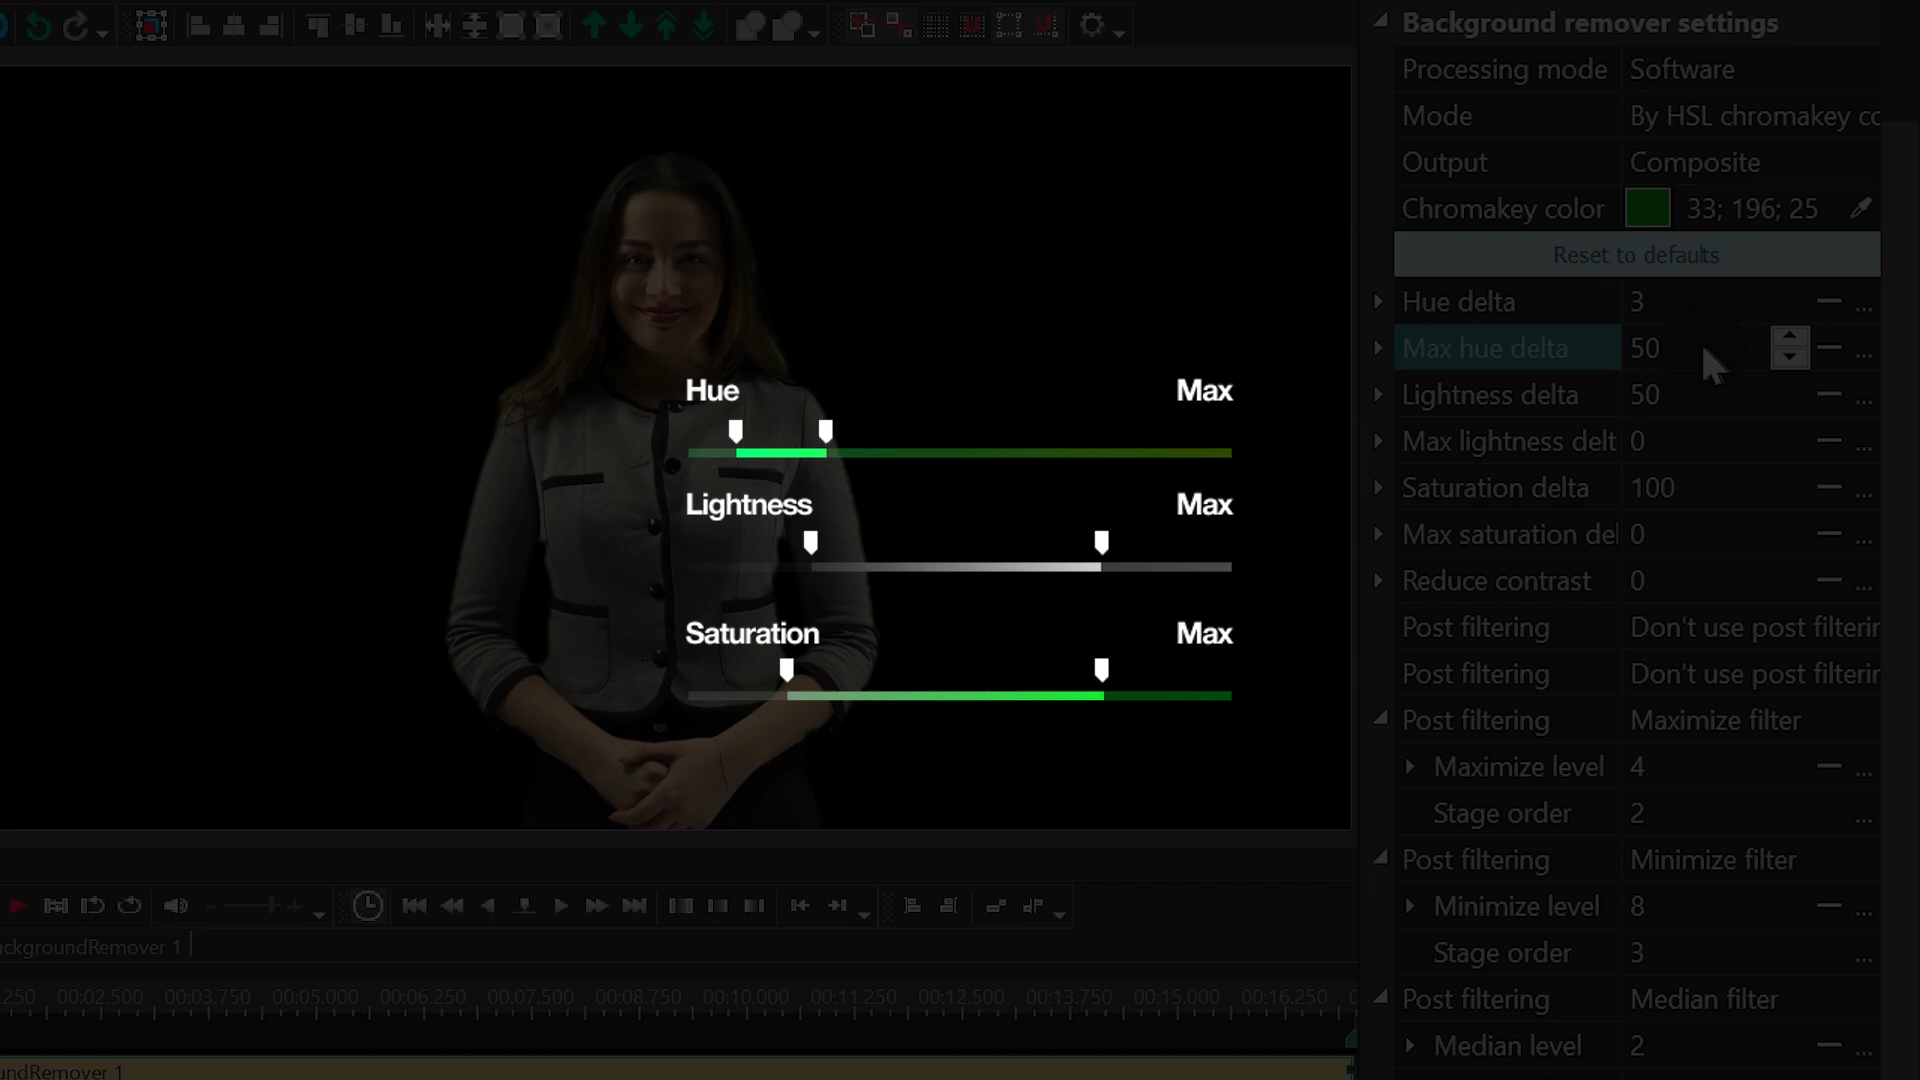 Background remover settings
Processing mode Software
Mode By HSL chromakey cc
Output Composite
Chromakey color 33; 196; 25
Reset to defaults
Hue delta 3 ...
Max hue delta 50 ...
Lightness delta 50 ...
Max lightness delt 0 ...
Saturation delta 100 ...
Max saturation del 0 ...
Reduce contrast 0 ...
Post filtering Don't use post filterir
Post filtering Don't use post filterir
Post filtering Maximize filter
Maximize level 4 ...
Stage order 2 ...
Post filtering Minimize filter
Minimize level 8 ...
Stage order 3 ...
Post filtering Median filter
Median level 2 ...
Hue Max
Lightness Max
Saturation Max
ackgroundRemover 1
.250 00:02.500 00:03.750 00:05.000 00:06.250 00:07.500 00:08.750 00:10.000 00:11.250 00:12.500 00:13.750 00:15.000 00:16.250
undRemover 1